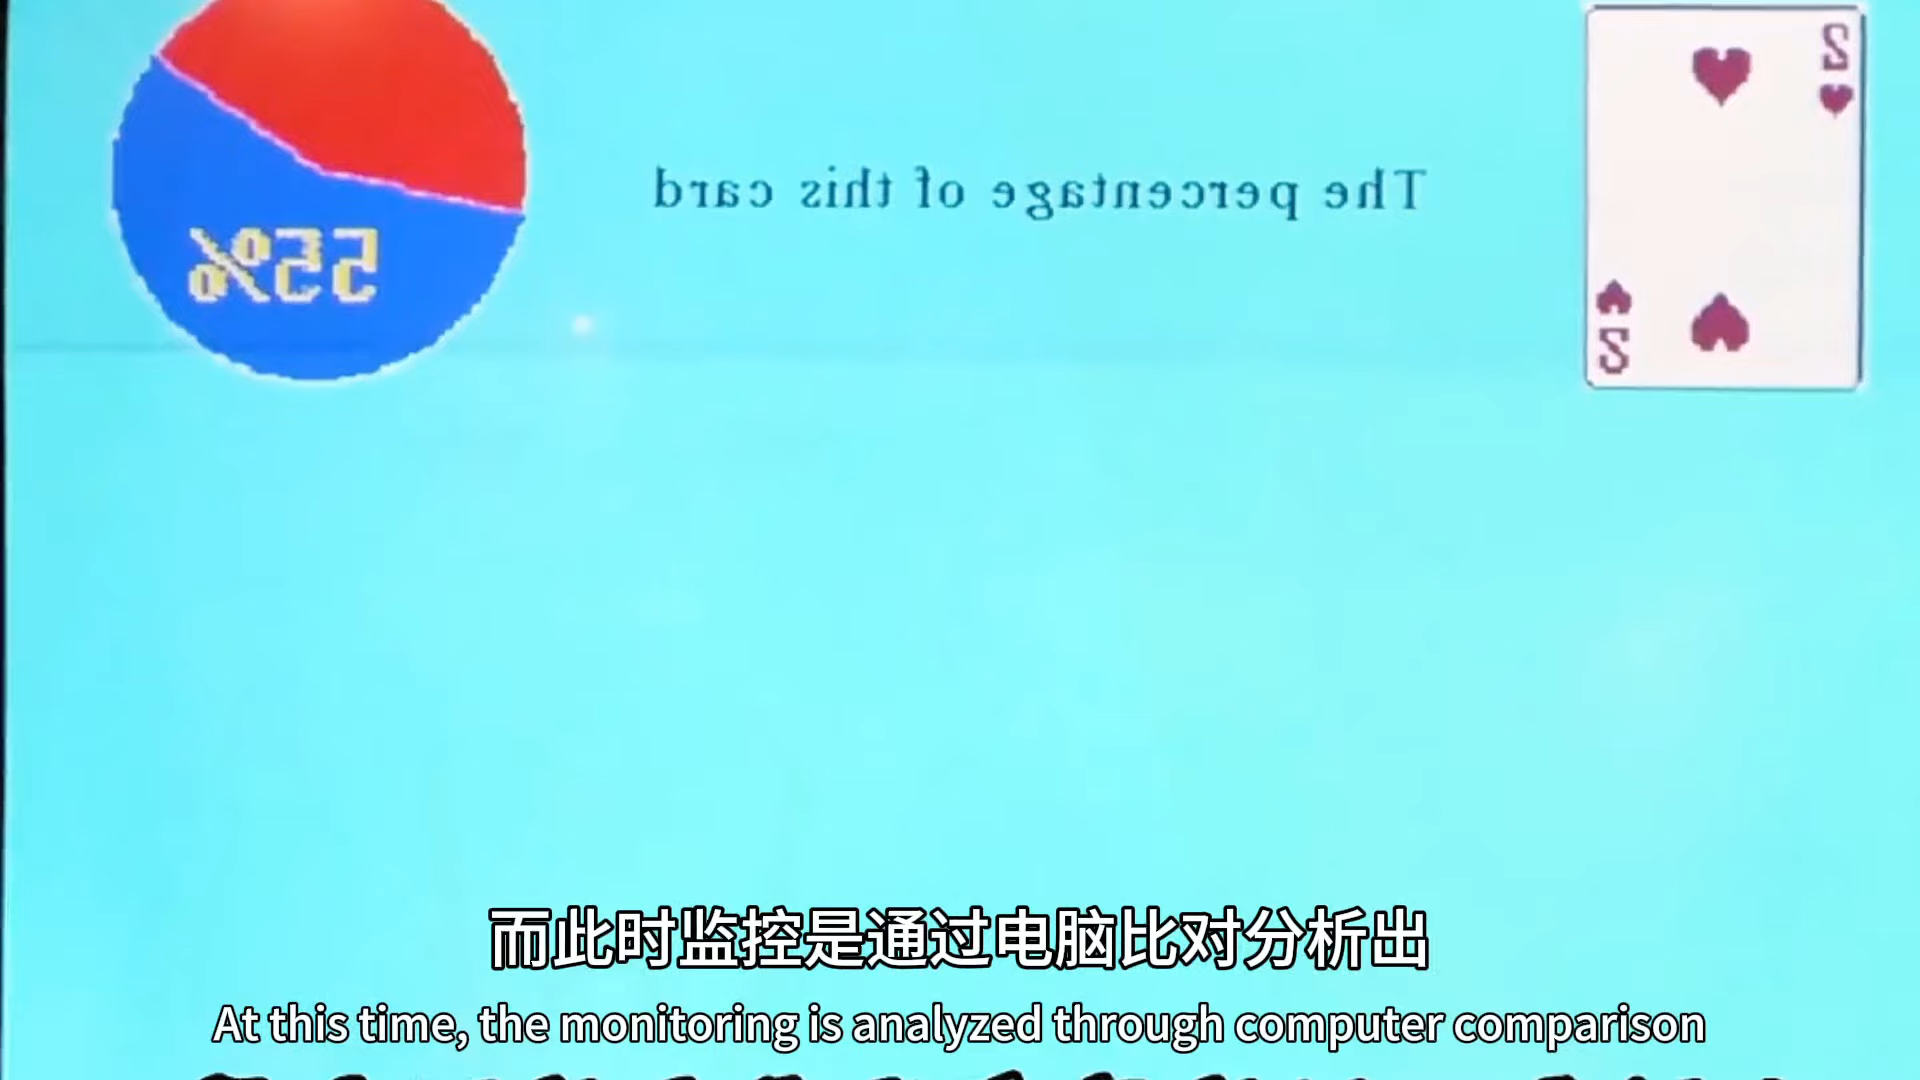 2
The percentage of this card
55%
2
而此时监控是通过电脑比对分析出
At this time, the monitoring is analyzed through computer comparison